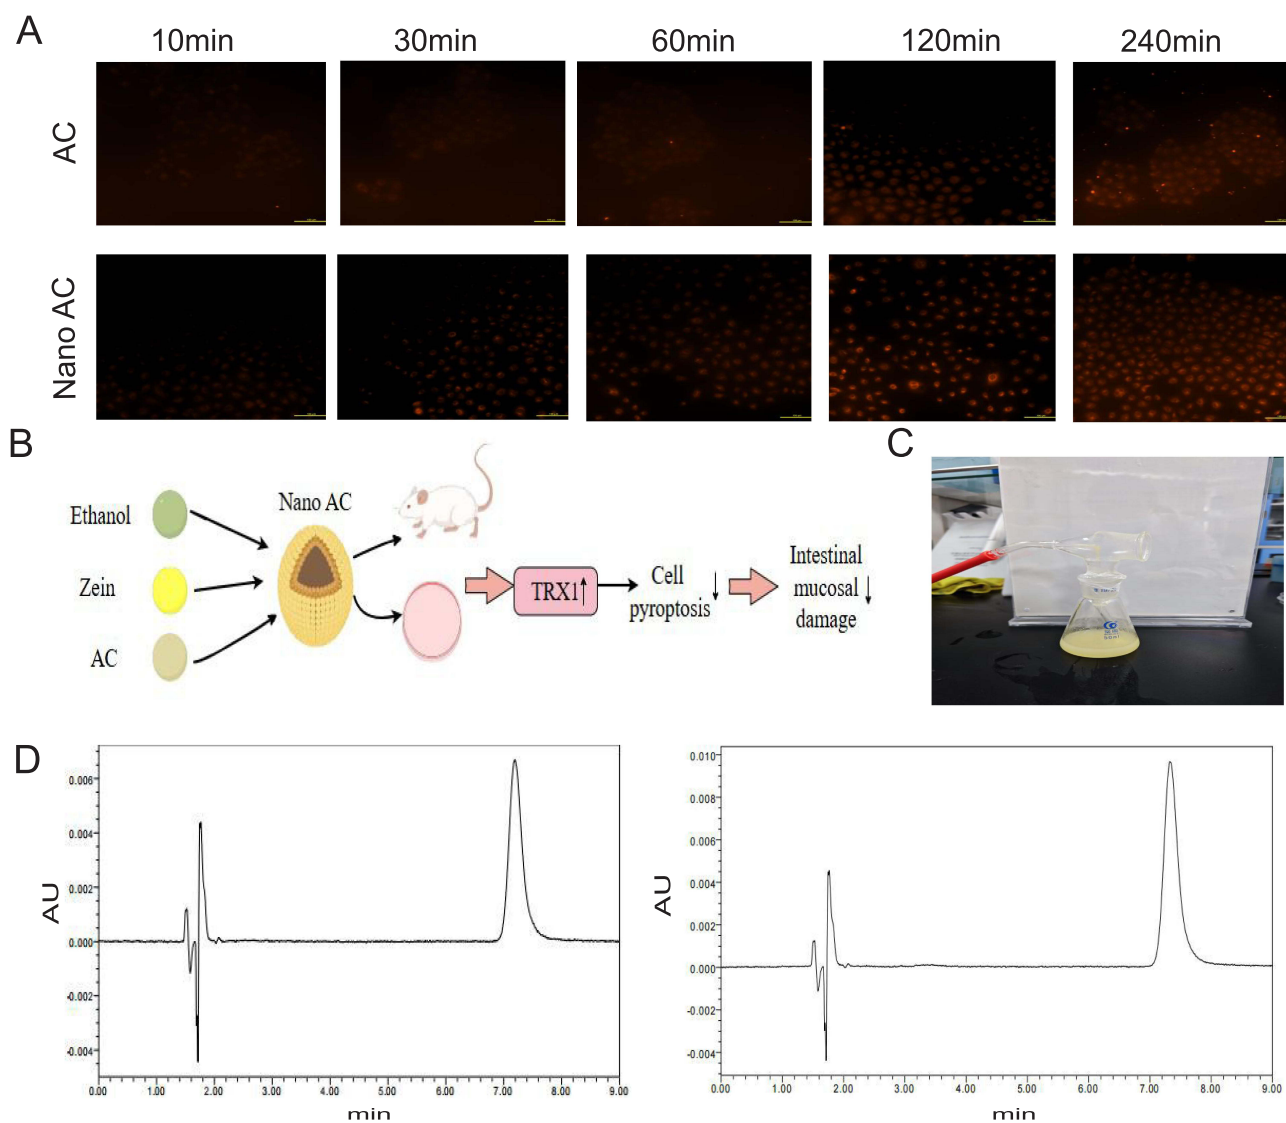 A
10min 30min 60min 120min 240min
AC
Nano AC
B
C
Ethanol
Zein
AC
Nano AC
TRX1↑
Cell
pyroptosis ↓
Intestinal
mucosal ↓
damage
D
AU
0.006
0.004
0.002
0.000
-0.002
-0.004
0.00 1.00 2.00 3.00 4.00 5.00 6.00 7.00 8.00 9.00
min
AU
0.010
0.008
0.006
0.004
0.002
0.000
-0.002
-0.004
0.00 1.00 2.00 3.00 4.00 5.00 6.00 7.00 8.00 9.00
min